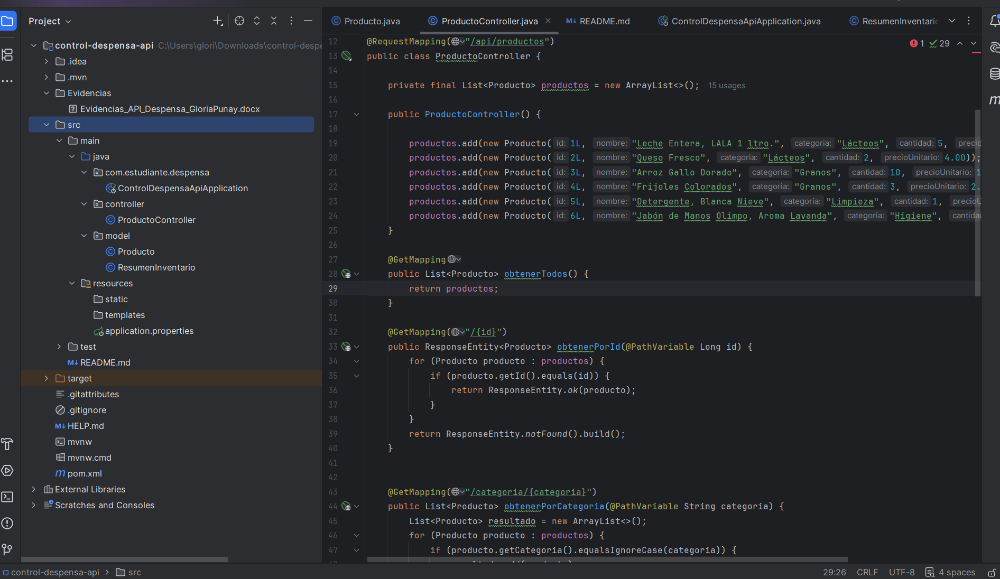 Project
control-despensa-api C:\Users\glori\Downloads\control-despe
.idea
.mvn
Evidencias
Evidencias_API_Despensa_GloriaPunay.docx
src
main
java
com.estudiante.despensa
ControlDespensaApiApplication
controller
ProductoController
model
Producto
ResumenInventario
resources
static
templates
application.properties
test
README.md
target
.gitattributes
.gitignore
HELP.md
mvnw
mvnw.cmd
pom.xml
External Libraries
Scratches and Consoles
Producto.java ProductoController.java README.md ControlDespensaApiApplication.java ResumenInventario
1 29
12 @RequestMapping("/api/productos")
13 public class ProductoController {
14
15 private final List<Producto> productos = new ArrayList<>(); 15 usages
16
17 public ProductoController() {
18
19 productos.add(new Producto( id: 1L, nombre: "Leche Entera, LALA 1 ltro.", categoria: "Lácteos", cantidad: 5, precio
20 productos.add(new Producto( id: 2L, nombre: "Queso Fresco", categoria: "Lácteos", cantidad: 2, precioUnitario: 4.00));
21 productos.add(new Producto( id: 3L, nombre: "Arroz Gallo Dorado", categoria: "Granos", cantidad: 10, precioUnitario: 1
22 productos.add(new Producto( id: 4L, nombre: "Frijoles Colorados", categoria: "Granos", cantidad: 3, precioUnitario: 2.
23 productos.add(new Producto( id: 5L, nombre: "Detergente, Blanca Nieve", categoria: "Limpieza", cantidad: 1, precioU
24 productos.add(new Producto( id: 6L, nombre: "Jabón de Manos Olimpo, Aroma Lavanda", categoria: "Higiene", cantidad
25 }
26
27 @GetMapping
28 public List<Producto> obtenerTodos() {
29 return productos;
30 }
31
32 @GetMapping("/{id}")
33 public ResponseEntity<Producto> obtenerPorId(@PathVariable Long id) {
34 for (Producto producto : productos) {
35 if (producto.getId().equals(id)) {
36 return ResponseEntity.ok(producto);
37 }
38 }
39 return ResponseEntity.notFound().build();
40 }
41
42
43 @GetMapping("/categoria/{categoria}")
44 public List<Producto> obtenerPorCategoria(@PathVariable String categoria) {
45 List<Producto> resultado = new ArrayList<>();
46 for (Producto producto : productos) {
47 if (producto.getCategoria().equalsIgnoreCase(categoria)) {
control-despensa-api > src
29:26 CRLF UTF-8 4 spaces